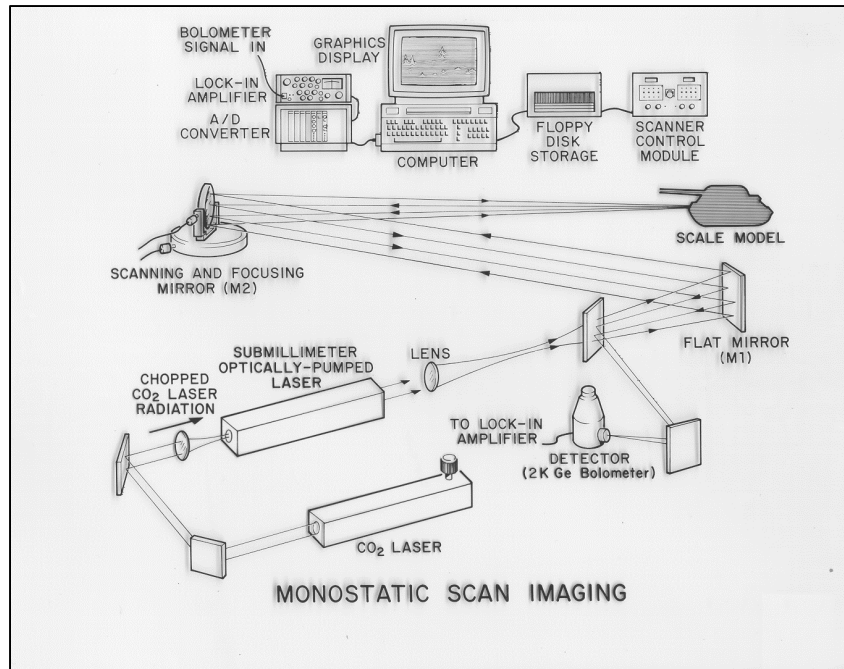 BOLOMETER
SIGNAL IN
GRAPHICS
DISPLAY
LOCK-IN
AMPLIFIER
A/D
CONVERTER
COMPUTER
FLOPPY
DISK
STORAGE
SCANNER
CONTROL
MODULE
SCALE MODEL
SCANNING AND FOCUSING
MIRROR (M2)
FLAT MIRROR
(M1)
SUBMILLIMETER
OPTICALLY-PUMPED
LASER
LENS
CHOPPED
CO₂ LASER
RADIATION
TO LOCK-IN
AMPLIFIER
DETECTOR
(2K Ge Bolometer)
CO₂ LASER
MONOSTATIC SCAN IMAGING